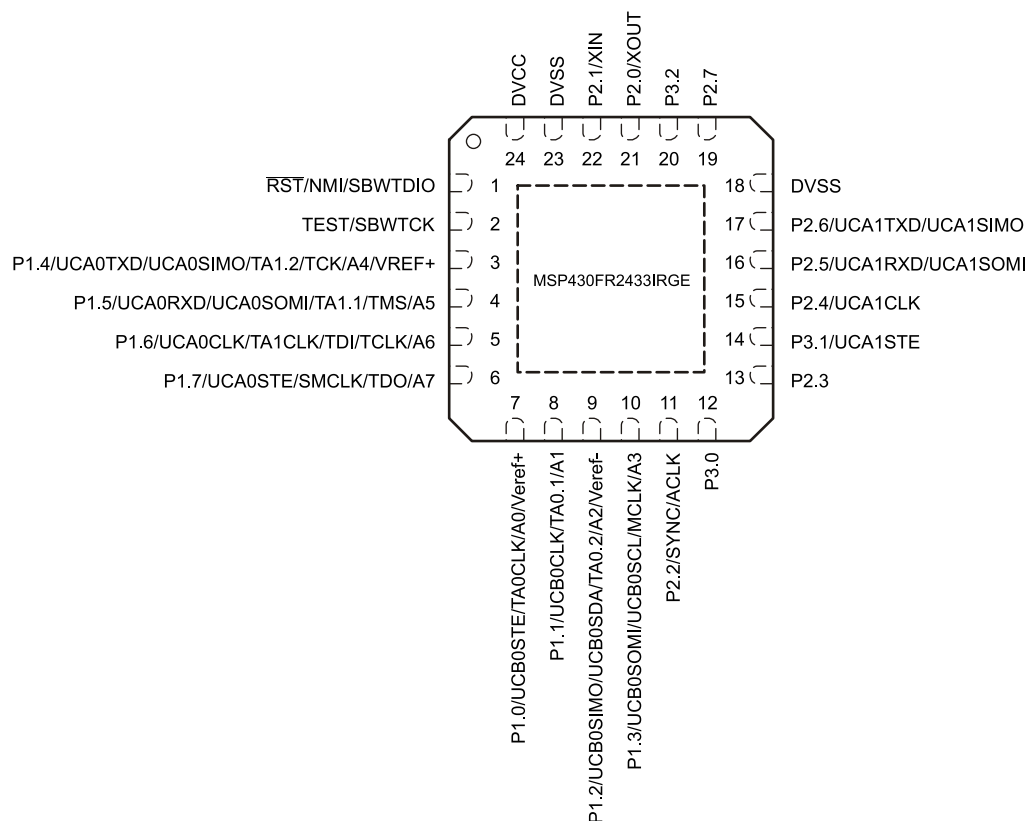 DVCC
DVSS
P2.1/XIN
P2.0/XOUT
P3.2
P2.7
24
23
22
21
20
19
R̅S̅T̅/NMI/SBWTDIO
1
18
DVSS
TEST/SBWTCK
2
17
P2.6/UCA1TXD/UCA1SIMO
P1.4/UCA0TXD/UCA0SIMO/TA1.2/TCK/A4/VREF+
3
16
P2.5/UCA1RXD/UCA1SOMI
MSP430FR2433IRGE
P1.5/UCA0RXD/UCA0SOMI/TA1.1/TMS/A5
4
15
P2.4/UCA1CLK
P1.6/UCA0CLK/TA1CLK/TDI/TCLK/A6
5
14
P3.1/UCA1STE
P1.7/UCA0STE/SMCLK/TDO/A7
6
13
P2.3
7
8
9
10
11
12
P1.0/UCB0STE/TA0CLK/A0/Veref+
P1.1/UCB0CLK/TA0.1/A1
P1.2/UCB0SIMO/UCB0SDA/TA0.2/A2/Veref-
P1.3/UCB0SOMI/UCB0SCL/MCLK/A3
P2.2/SYNC/ACLK
P3.0